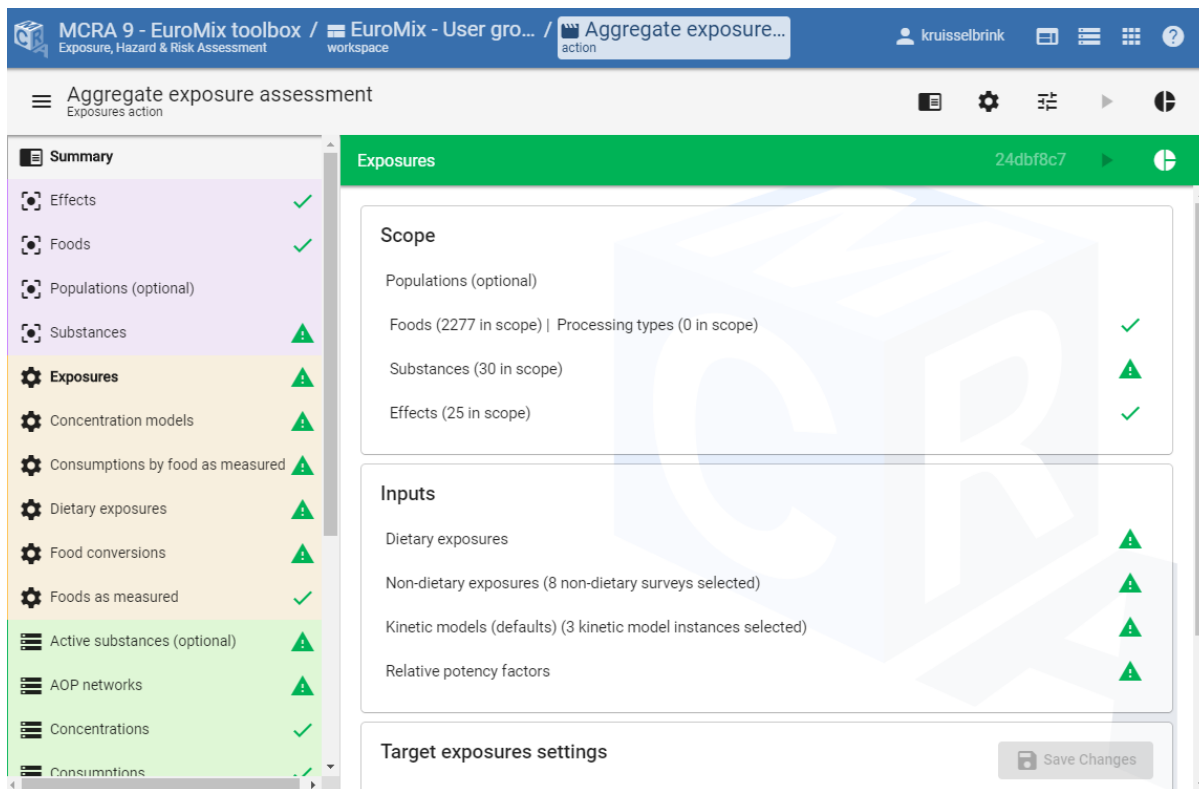 MCRA 9 - EuroMix toolbox / EuroMix - User gro... / Aggregate exposure...
Exposure, Hazard & Risk Assessment workspace action
kruisselbrink
Aggregate exposure assessment
Exposures action
Summary
Effects
Foods
Populations (optional)
Substances
Exposures
Concentration models
Consumptions by food as measured
Dietary exposures
Food conversions
Foods as measured
Active substances (optional)
AOP networks
Concentrations
Consumptions
Exposures 24dbf8c7
Scope
Populations (optional)
Foods (2277 in scope) | Processing types (0 in scope)
Substances (30 in scope)
Effects (25 in scope)
Inputs
Dietary exposures
Non-dietary exposures (8 non-dietary surveys selected)
Kinetic models (defaults) (3 kinetic model instances selected)
Relative potency factors
Target exposures settings
Save Changes